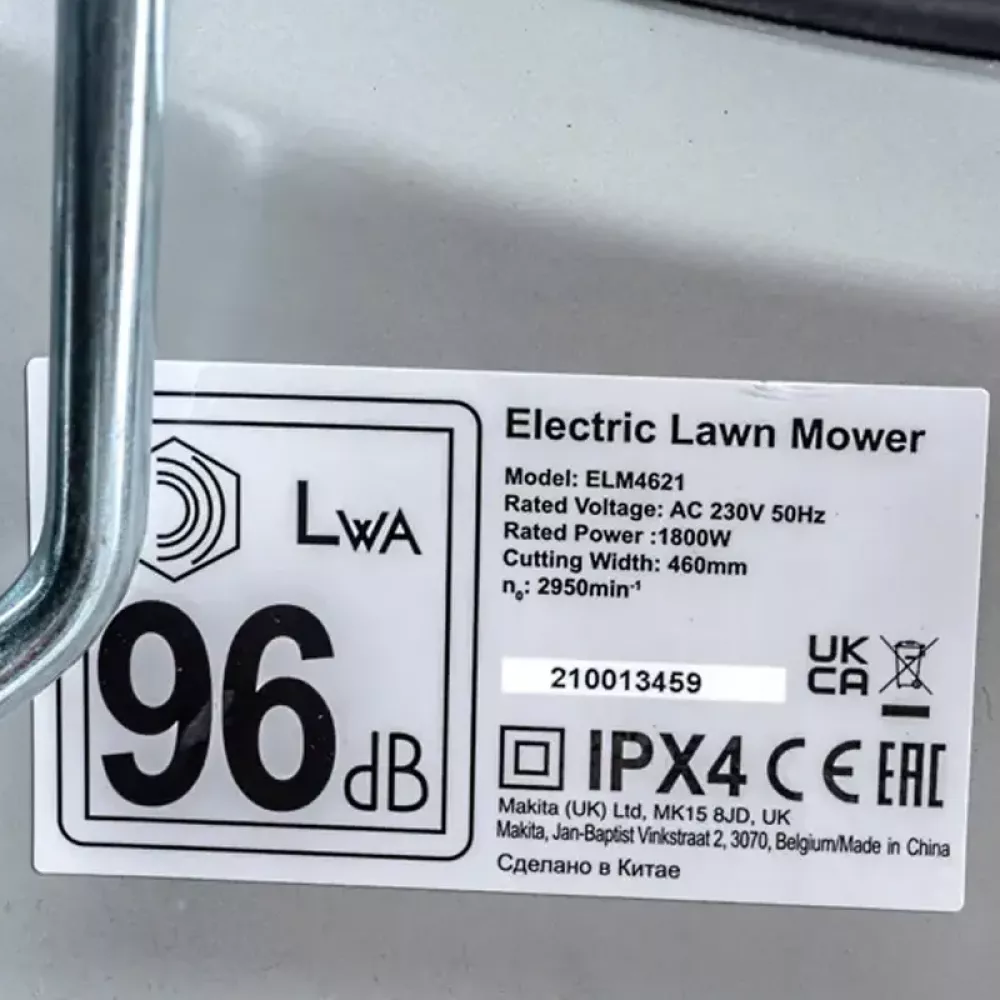 LWA
96 dB
Electric Lawn Mower
Model: ELM4621
Rated Voltage: AC 230V 50Hz
Rated Power :1800W
Cutting Width: 460mm
n₀: 2950min⁻¹
210013459
UK
CA
IPX4 CE EAC
Makita (UK) Ltd, MK15 8JD, UK
Makita, Jan-Baptist Vinkstraat 2, 3070, Belgium/Made in China
Сделано в Китае